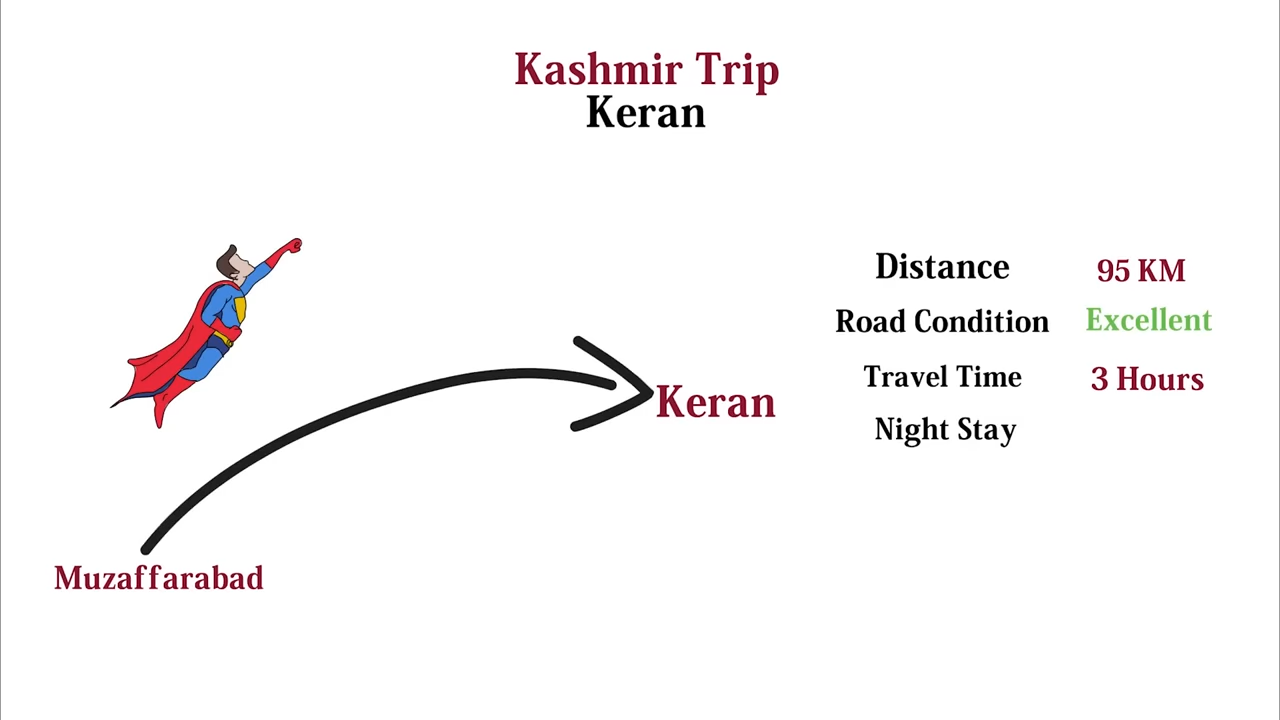 Kashmir Trip
Keran
Distance 95 KM
Road Condition Excellent
Travel Time 3 Hours
Night Stay
Keran
Muzaffarabad